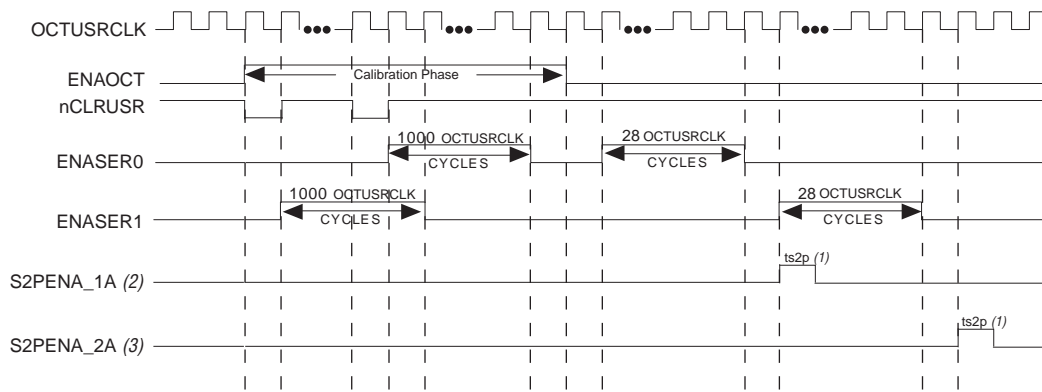 OCTUSRCLK
ENAOCT
Calibration Phase
nCLRUSR
ENASER0
1000 OCTUSRCLK
CYCLES
28 OCTUSRCLK
CYCLES
ENASER1
1000 OCTUSRCLK
CYCLES
28 OCTUSRCLK
CYCLES
S2PENA_1A (2)
ts2p (1)
S2PENA_2A (3)
ts2p (1)